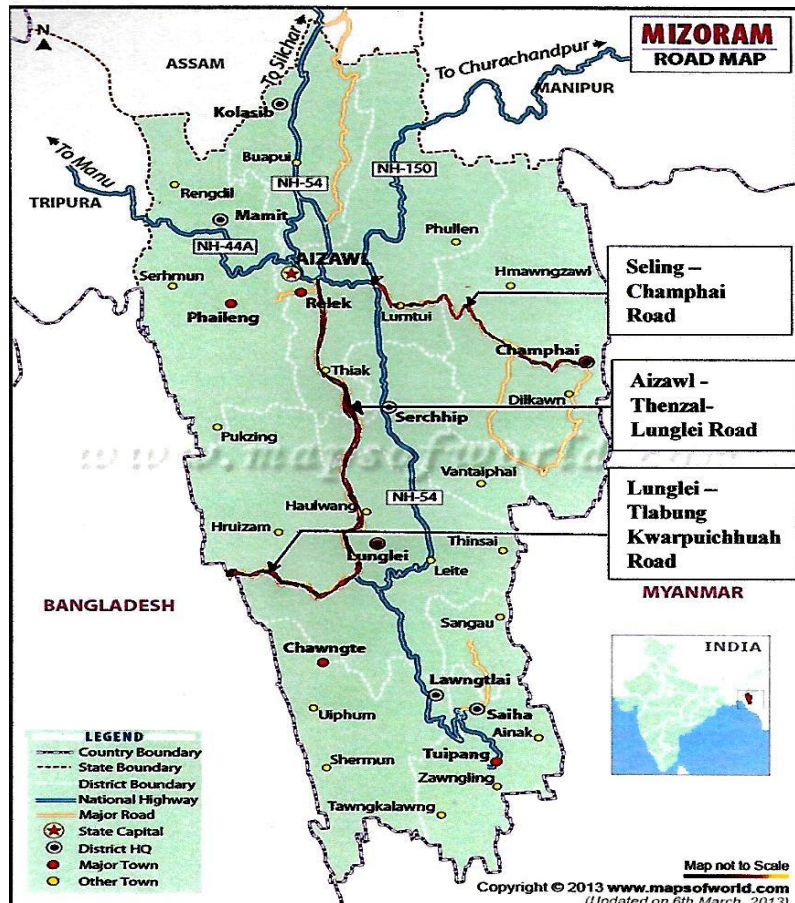 N
MIZORAM
ROAD MAP
ASSAM
To Silchar
To Churachandpur
MANIPUR
Kolasib
Buapui
To Manu
TRIPURA
Rengdil
NH-54
NH-150
Mamit
NH-44A
Phullen
AIZAWL
Serhmun
Hmawngzawl
Relek
Phaileng
Lumtui
Seling –
Champhai
Road
Champhai
Thiak
Dilkawn
Serchhip
Aizawl -
Thenzal-
Lunglei Road
Pukzing
www.mapsofworld.com
Vantaiphai
NH-54
Haulwang
Hruizam
Lunglei
Thinsai
Leite
Lunglei –
Tlabung
Kwarpuichhuah
Road
BANGLADESH
MYANMAR
Sangau
Chawngte
INDIA
Lawngtlai
Saiha
Uiphum
Ainak
Tuipang
Shermun
Zawngling
Tawngkalawng
LEGEND
Country Boundary
State Boundary
District Boundary
National Highway
Major Road
State Capital
District HQ
Major Town
Other Town
Map not to Scale
Copyright © 2013 www.mapsofworld.com
(Updated on 6th March, 2013)